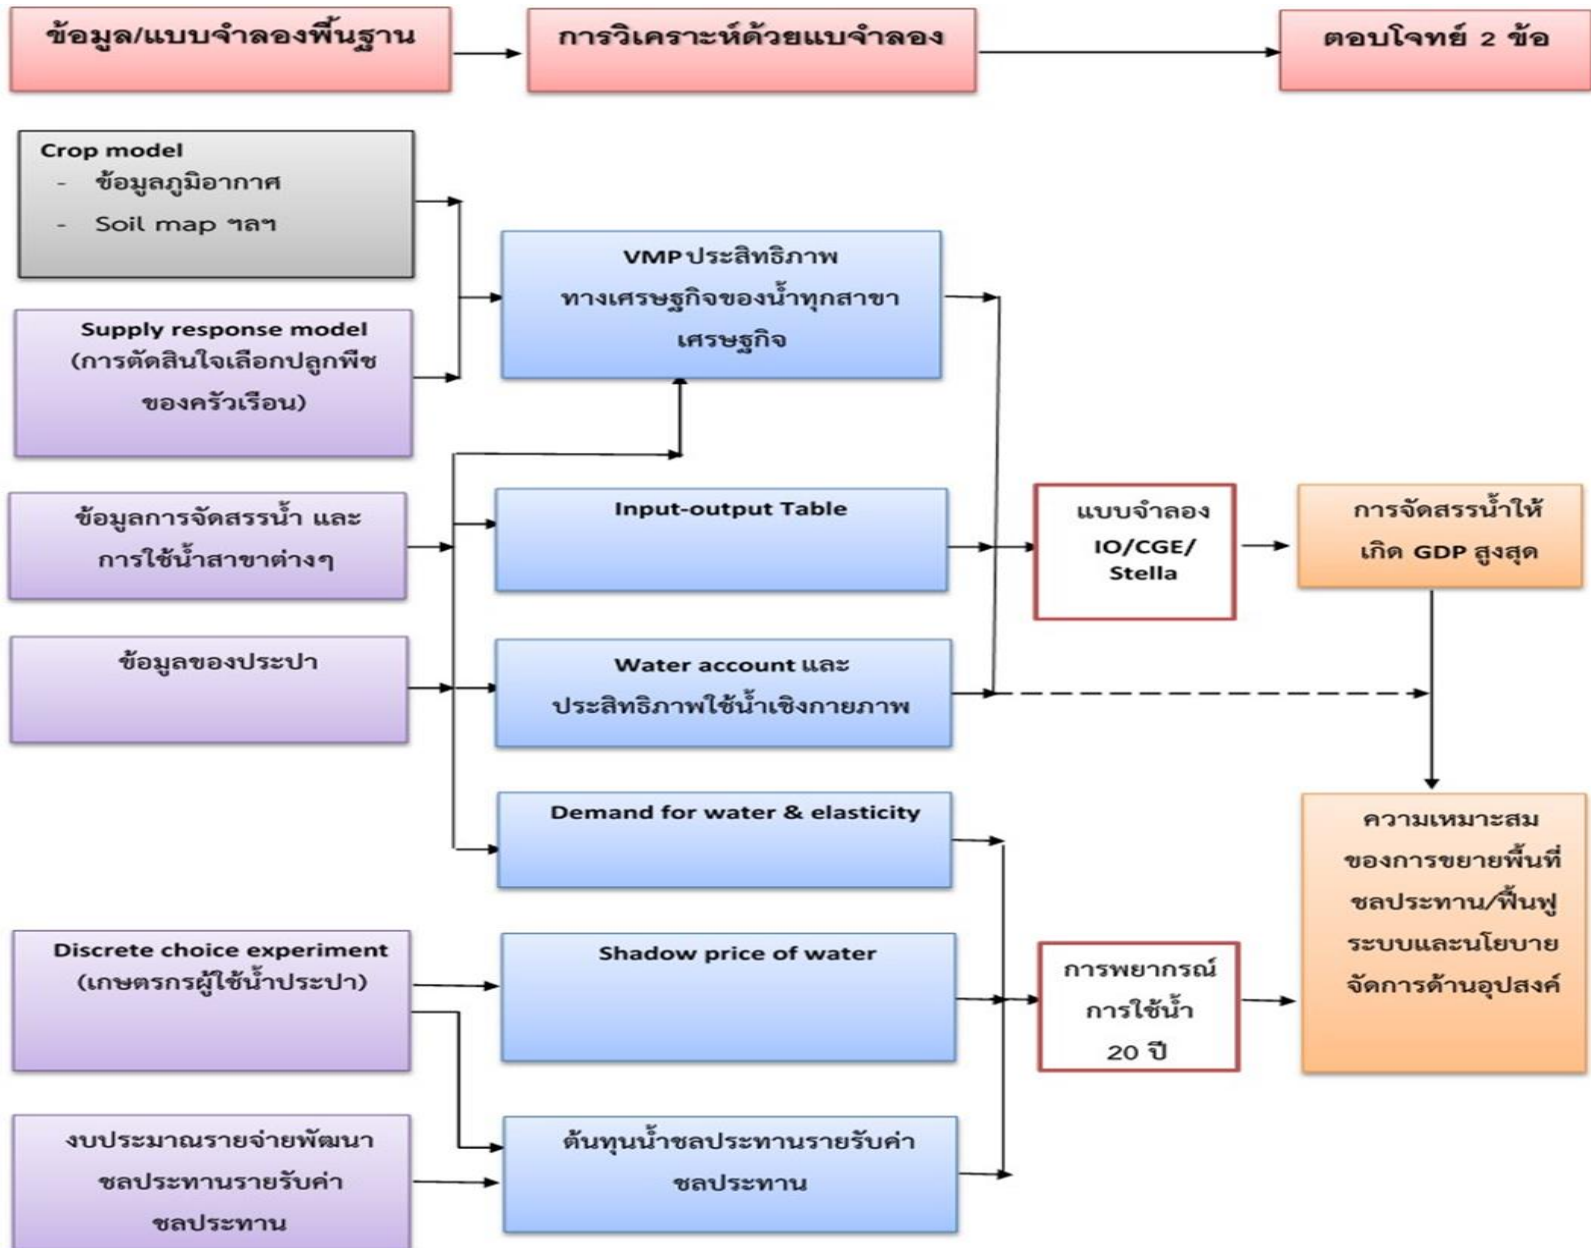 ข้อมูล/แบบจำลองพื้นฐาน
การวิเคราะห์ด้วยแบจำลอง
ตอบโจทย์ 2 ข้อ
Crop model
- ข้อมูลภูมิอากาศ
- Soil map ฯลฯ
Supply response model
(การตัดสินใจเลือกปลูกพืช
ของครัวเรือน)
ข้อมูลการจัดสรรน้ำ และ
การใช้น้ำสาขาต่างๆ
ข้อมูลของประปา
Discrete choice experiment
(เกษตรกรผู้ใช้น้ำประปา)
งบประมาณรายจ่ายพัฒนา
ชลประทานรายรับค่า
ชลประทาน
VMP ประสิทธิภาพ
ทางเศรษฐกิจของน้ำทุกสาขา
เศรษฐกิจ
Input-output Table
Water account และ
ประสิทธิภาพใช้น้ำเชิงกายภาพ
Demand for water & elasticity
Shadow price of water
ต้นทุนน้ำชลประทานรายรับค่า
ชลประทาน
แบบจำลอง
IO/CGE/
Stella
การพยากรณ์
การใช้น้ำ
20 ปี
การจัดสรรน้ำให้
เกิด GDP สูงสุด
ความเหมาะสม
ของการขยายพื้นที่
ชลประทาน/ฟื้นฟู
ระบบและนโยบาย
จัดการด้านอุปสงค์